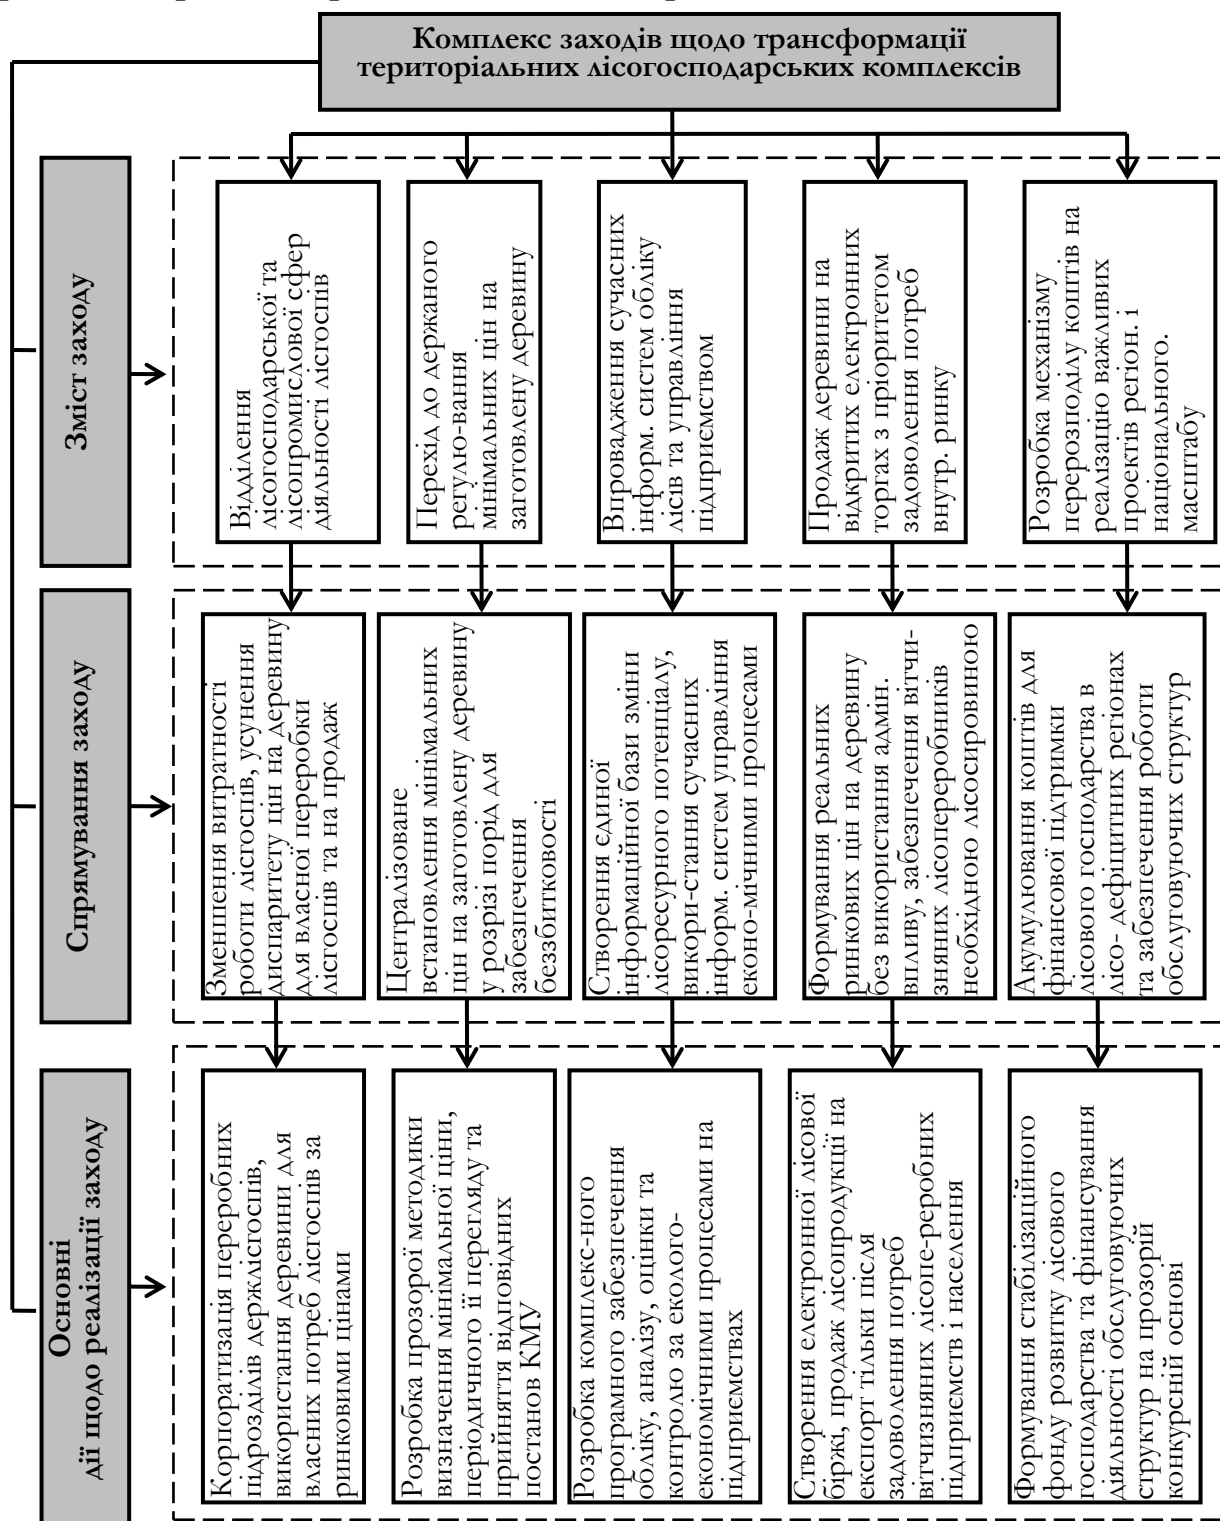 Комплекс заходів щодо трансформації
територіальних лісогосподарських комплексів
Зміст заходу
Відділення
лісогосподарської та
лісопромислової сфер
діяльності лістоспів
Перехід до держаного
регулю-вання
мінімальних цін на
заготовлену деревину
Впровадження сучасних
інформ. систем обліку
лісів та управління
підприємством
Продаж деревини на
відкритих електронних
торгах з пріоритетом
задоволення потреб
внутр. ринку
Розробка механізму
перерозподілу коштів на
реалізацію важливих
проектів регіон. і
національного.
масштабу
Спрямування заходу
Зменшення витратності
роботи лісгоспів, усунення
диспаритету цін на деревину
для власної переробки
лісгоспів та на продаж
Централізоване
встановлення мінімальних
цін на заготовлену деревину
у розрізі порід для
забезпечення
беззбитковості
Створення єдиної
інформаційної бази зміни
лісоресурсного потенціалу,
викори-стання сучасних
інформ. систем управління
еконо-мічними процесами
Формування реальних
ринкових цін на деревину
без використання адмін.
впливу, забезпечення вітчи-
зняних лісопереробників
необхідною лісосировиною
Акумулювання коштів для
фінансової підтримки
лісового господарства в
лісо- дефіцитних регіонах
та забезпечення роботи
обслуговуючих структур
Основні
дії щодо реалізації заходу
Корпоратизація переробних
підрозділів держлісгоспів,
використання деревини для
власних потреб лісгоспів за
ринковими цінами
Розробка прозорої методики
визначення мінімальної ціни,
періодичного її перегляду та
прийняття відповідних
постанов КМУ
Розробка комплекс-ного
програмного забезпечення
обліку, аналізу, оцінки та
контролю за еколого-
економічними процесами на
підприємствах
Створення електронної лісової
біржі, продаж лісопродукції на
експорт тільки після
задоволення потреб
вітчизняних лісопе-реробних
підприємств і населення
Формування стабілізаційного
фонду розвитку лісового
господарства та фінансування
діяльності обслуговуючих
структур на прозорій
конкурсній основі